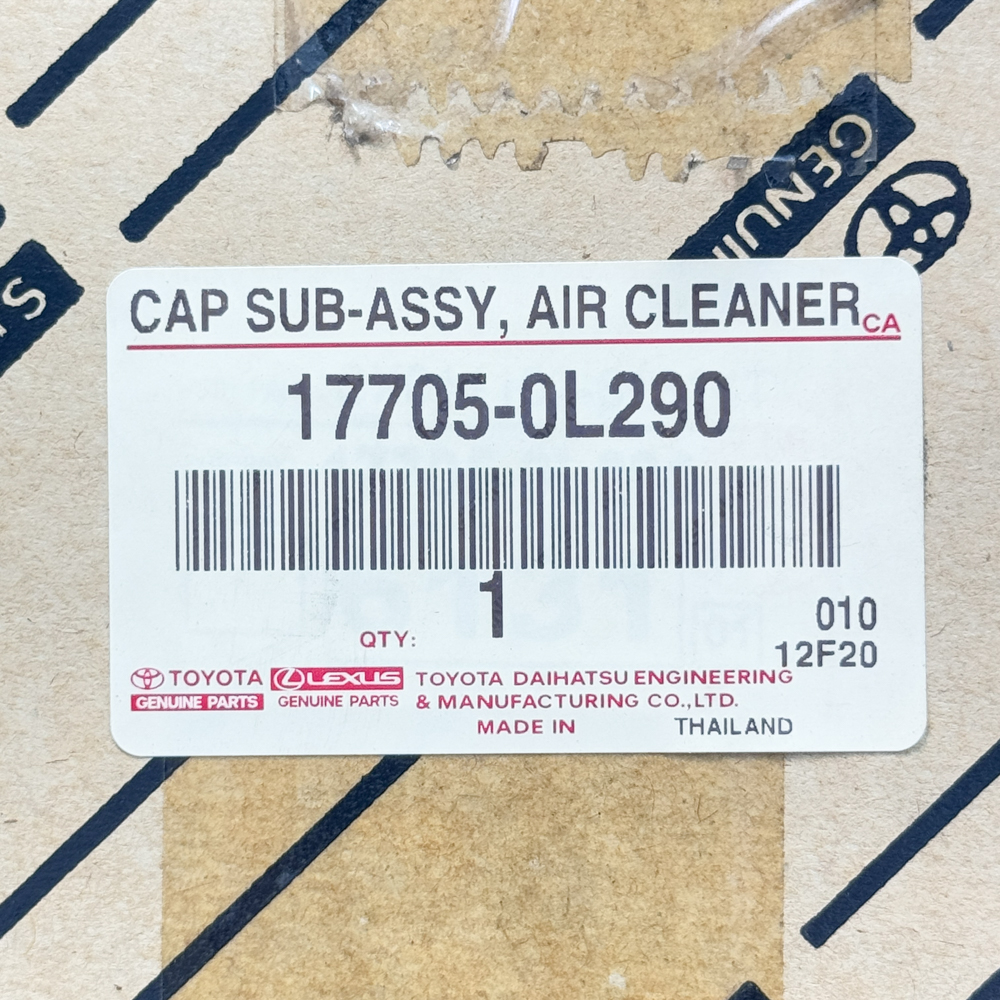 GENUI
S
CAP SUB-ASSY, AIR CLEANER CA
17705-0L290
1
QTY:
010
12F20
TOYOTA LEXUS TOYOTA DAIHATSU ENGINEERING
GENUINE PARTS GENUINE PARTS & MANUFACTURING CO.,LTD.
MADE IN THAILAND